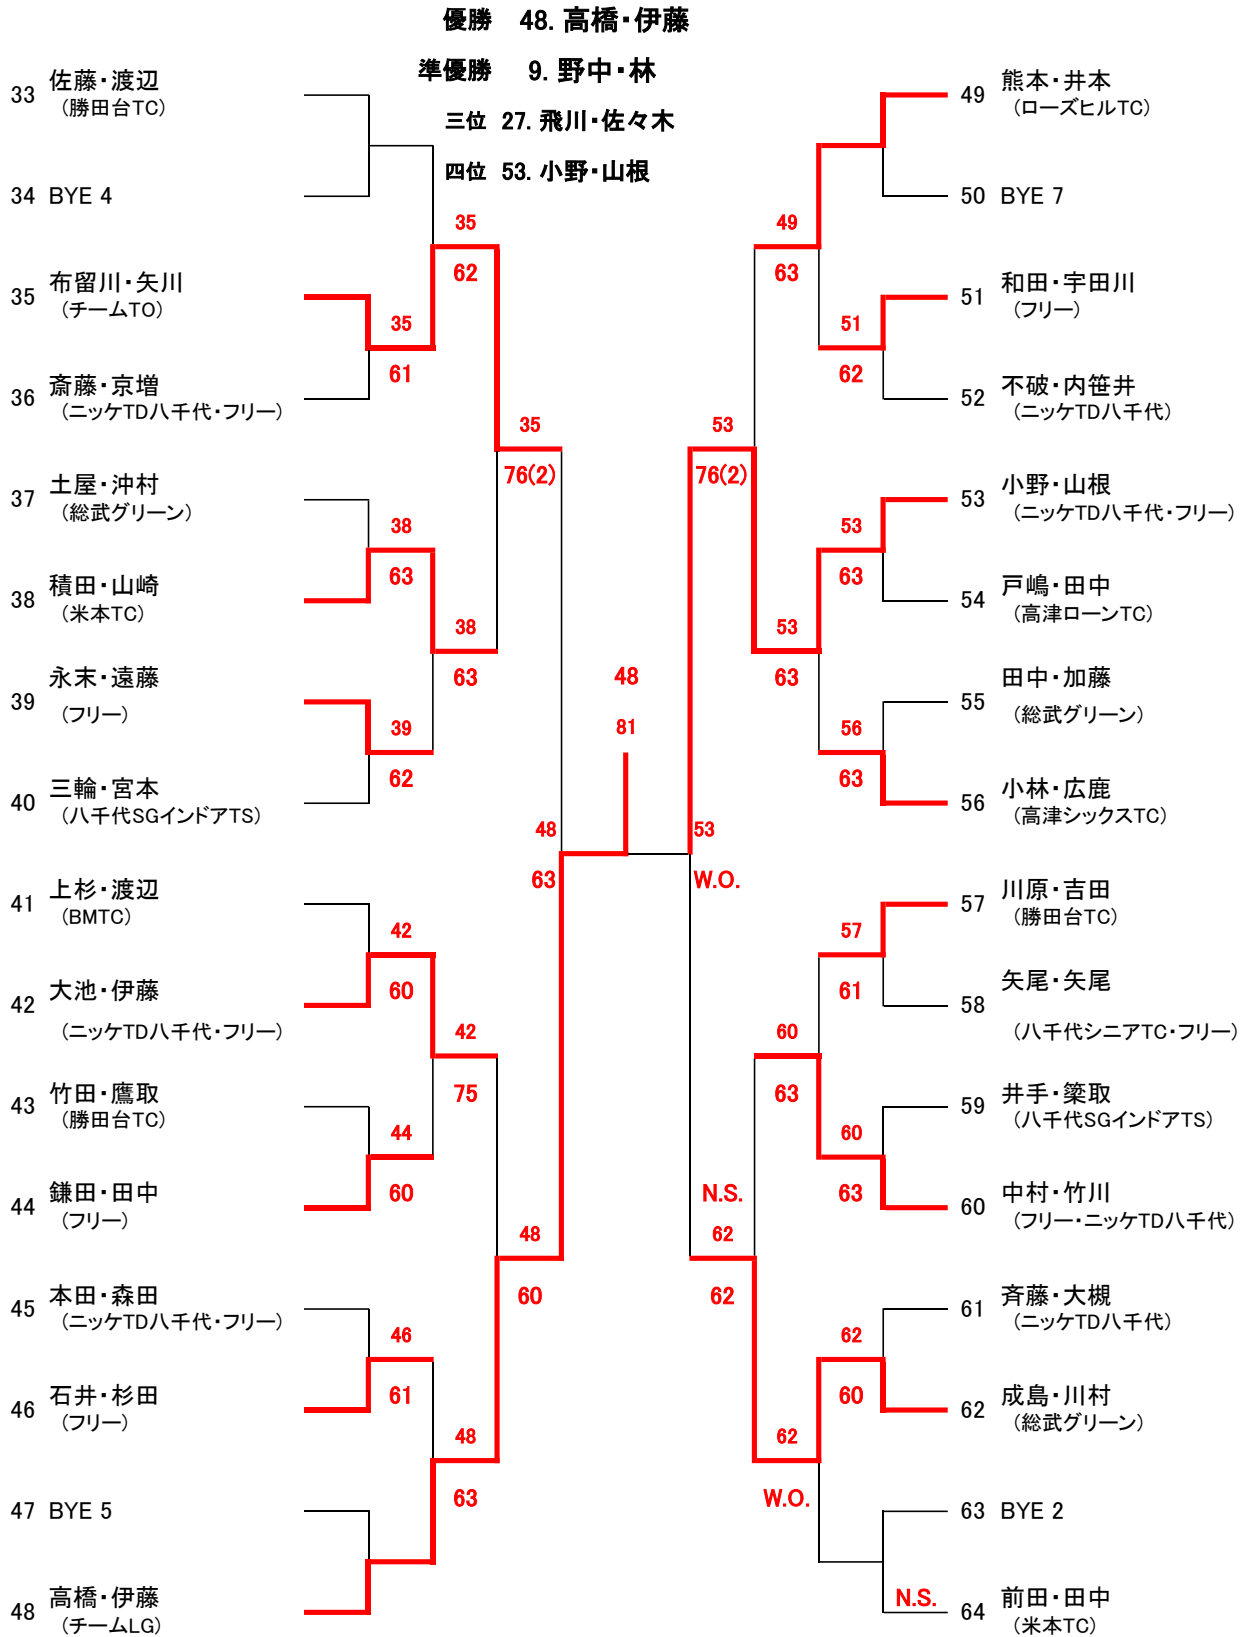 優勝 48. 高橋・伊藤
準優勝 9. 野中・林
三位 27. 飛川・佐々木
四位 53. 小野・山根
33 佐藤・渡辺
（勝田台TC）
34 BYE 4
35 布留川・矢川
（チームTO）
36 斎藤・京増
（ニッケTD八千代・フリー）
37 土屋・沖村
（総武グリーン）
38 積田・山崎
（米本TC）
39 永末・遠藤
（フリー）
40 三輪・宮本
（八千代SGインドアTS）
41 上杉・渡辺
（BMTC）
42 大池・伊藤
（ニッケTD八千代・フリー）
43 竹田・鷹取
（勝田台TC）
44 鎌田・田中
（フリー）
45 本田・森田
（ニッケTD八千代・フリー）
46 石井・杉田
（フリー）
47 BYE 5
48 高橋・伊藤
（チームLG）
35
61
38
63
39
62
42
60
44
60
46
61
35
62
38
63
42
75
48
63
35
76(2)
48
60
48
63
48
81
53
W.O.
53
76(2)
N.S.
62
62
49
63
53
63
60
63
62
W.O.
51
62
53
63
56
63
57
61
60
63
62
60
N.S.
49 熊本・井本
（ローズヒルTC）
50 BYE 7
51 和田・宇田川
（フリー）
52 不破・内笹井
（ニッケTD八千代）
53 小野・山根
（ニッケTD八千代・フリー）
54 戸嶋・田中
（高津ローンTC）
55 田中・加藤
（総武グリーン）
56 小林・広鹿
（高津シックスTC）
57 川原・吉田
（勝田台TC）
58 矢尾・矢尾
（八千代シニアTC・フリー）
59 井手・簗取
（八千代SGインドアTS）
60 中村・竹川
（フリー・ニッケTD八千代）
61 斉藤・大槻
（ニッケTD八千代）
62 成島・川村
（総武グリーン）
63 BYE 2
64 前田・田中
（米本TC）